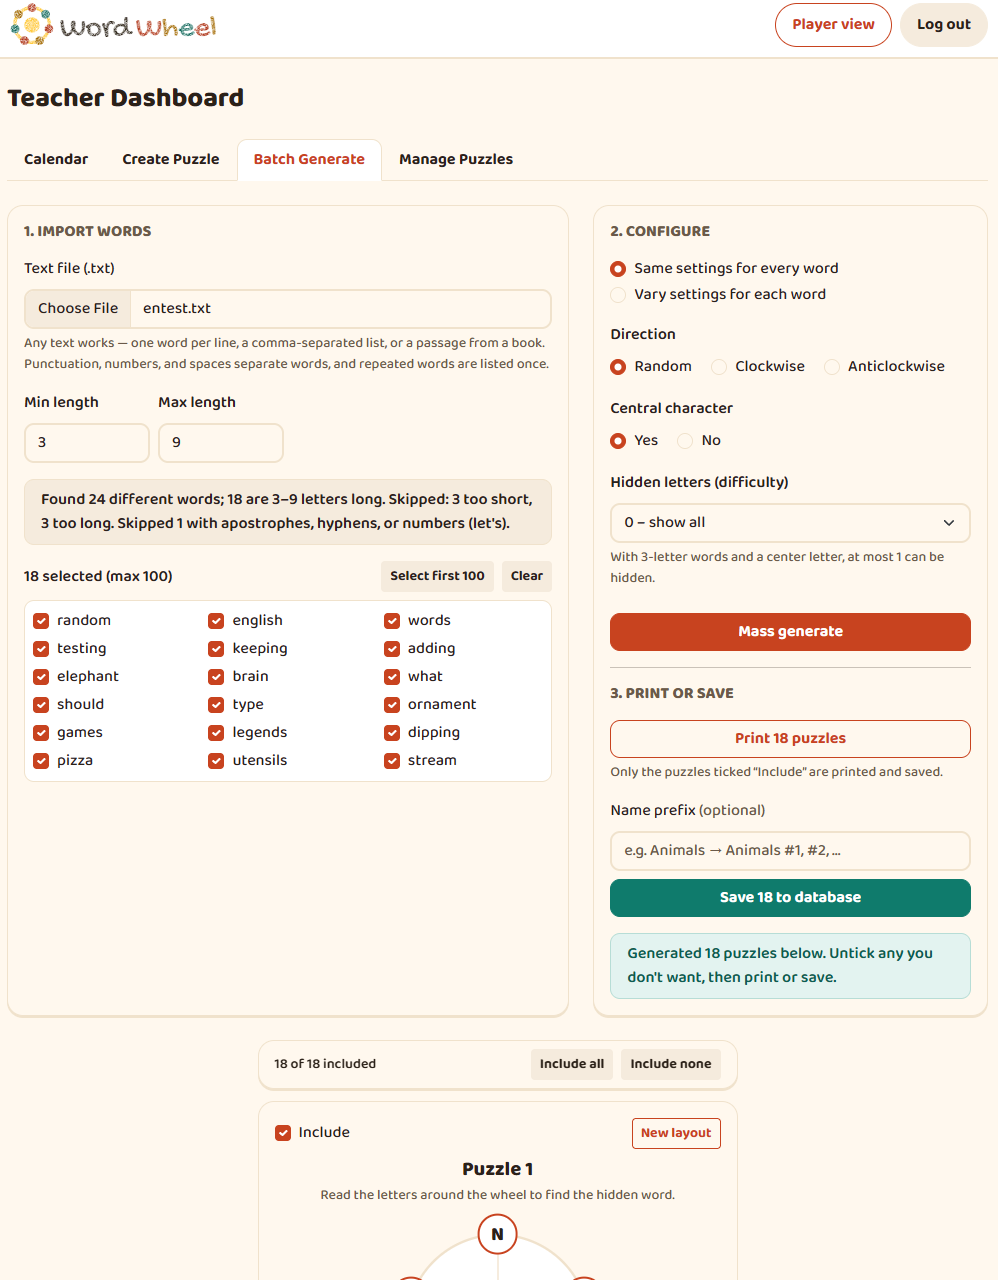 Word Wheel
Player view
Log out
Teacher Dashboard
Calendar
Create Puzzle
Batch Generate
Manage Puzzles
1. IMPORT WORDS
Text file (.txt)
Choose File
entest.txt
Any text works — one word per line, a comma-separated list, or a passage from a book.
Punctuation, numbers, and spaces separate words, and repeated words are listed once.
Min length
Max length
3
9
Found 24 different words; 18 are 3–9 letters long. Skipped: 3 too short,
3 too long. Skipped 1 with apostrophes, hyphens, or numbers (let's).
18 selected (max 100)
Select first 100
Clear
random
english
words
testing
keeping
adding
elephant
brain
what
should
type
ornament
games
legends
dipping
pizza
utensils
stream
2. CONFIGURE
Same settings for every word
Vary settings for each word
Direction
Random
Clockwise
Anticlockwise
Central character
Yes
No
Hidden letters (difficulty)
0 – show all
With 3-letter words and a center letter, at most 1 can be
hidden.
Mass generate
3. PRINT OR SAVE
Print 18 puzzles
Only the puzzles ticked "Include" are printed and saved.
Name prefix (optional)
e.g. Animals → Animals #1, #2, ...
Save 18 to database
Generated 18 puzzles below. Untick any you
don't want, then print or save.
18 of 18 included
Include all
Include none
Include
New layout
Puzzle 1
Read the letters around the wheel to find the hidden word.
N